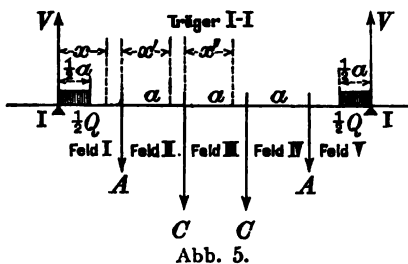 Träger I-I
V V
x x' x"
½a ½a
a a a
I I
½Q ½Q
Feld I Feld II. Feld III Feld IV Feld V
A A
C C
Abb. 5.